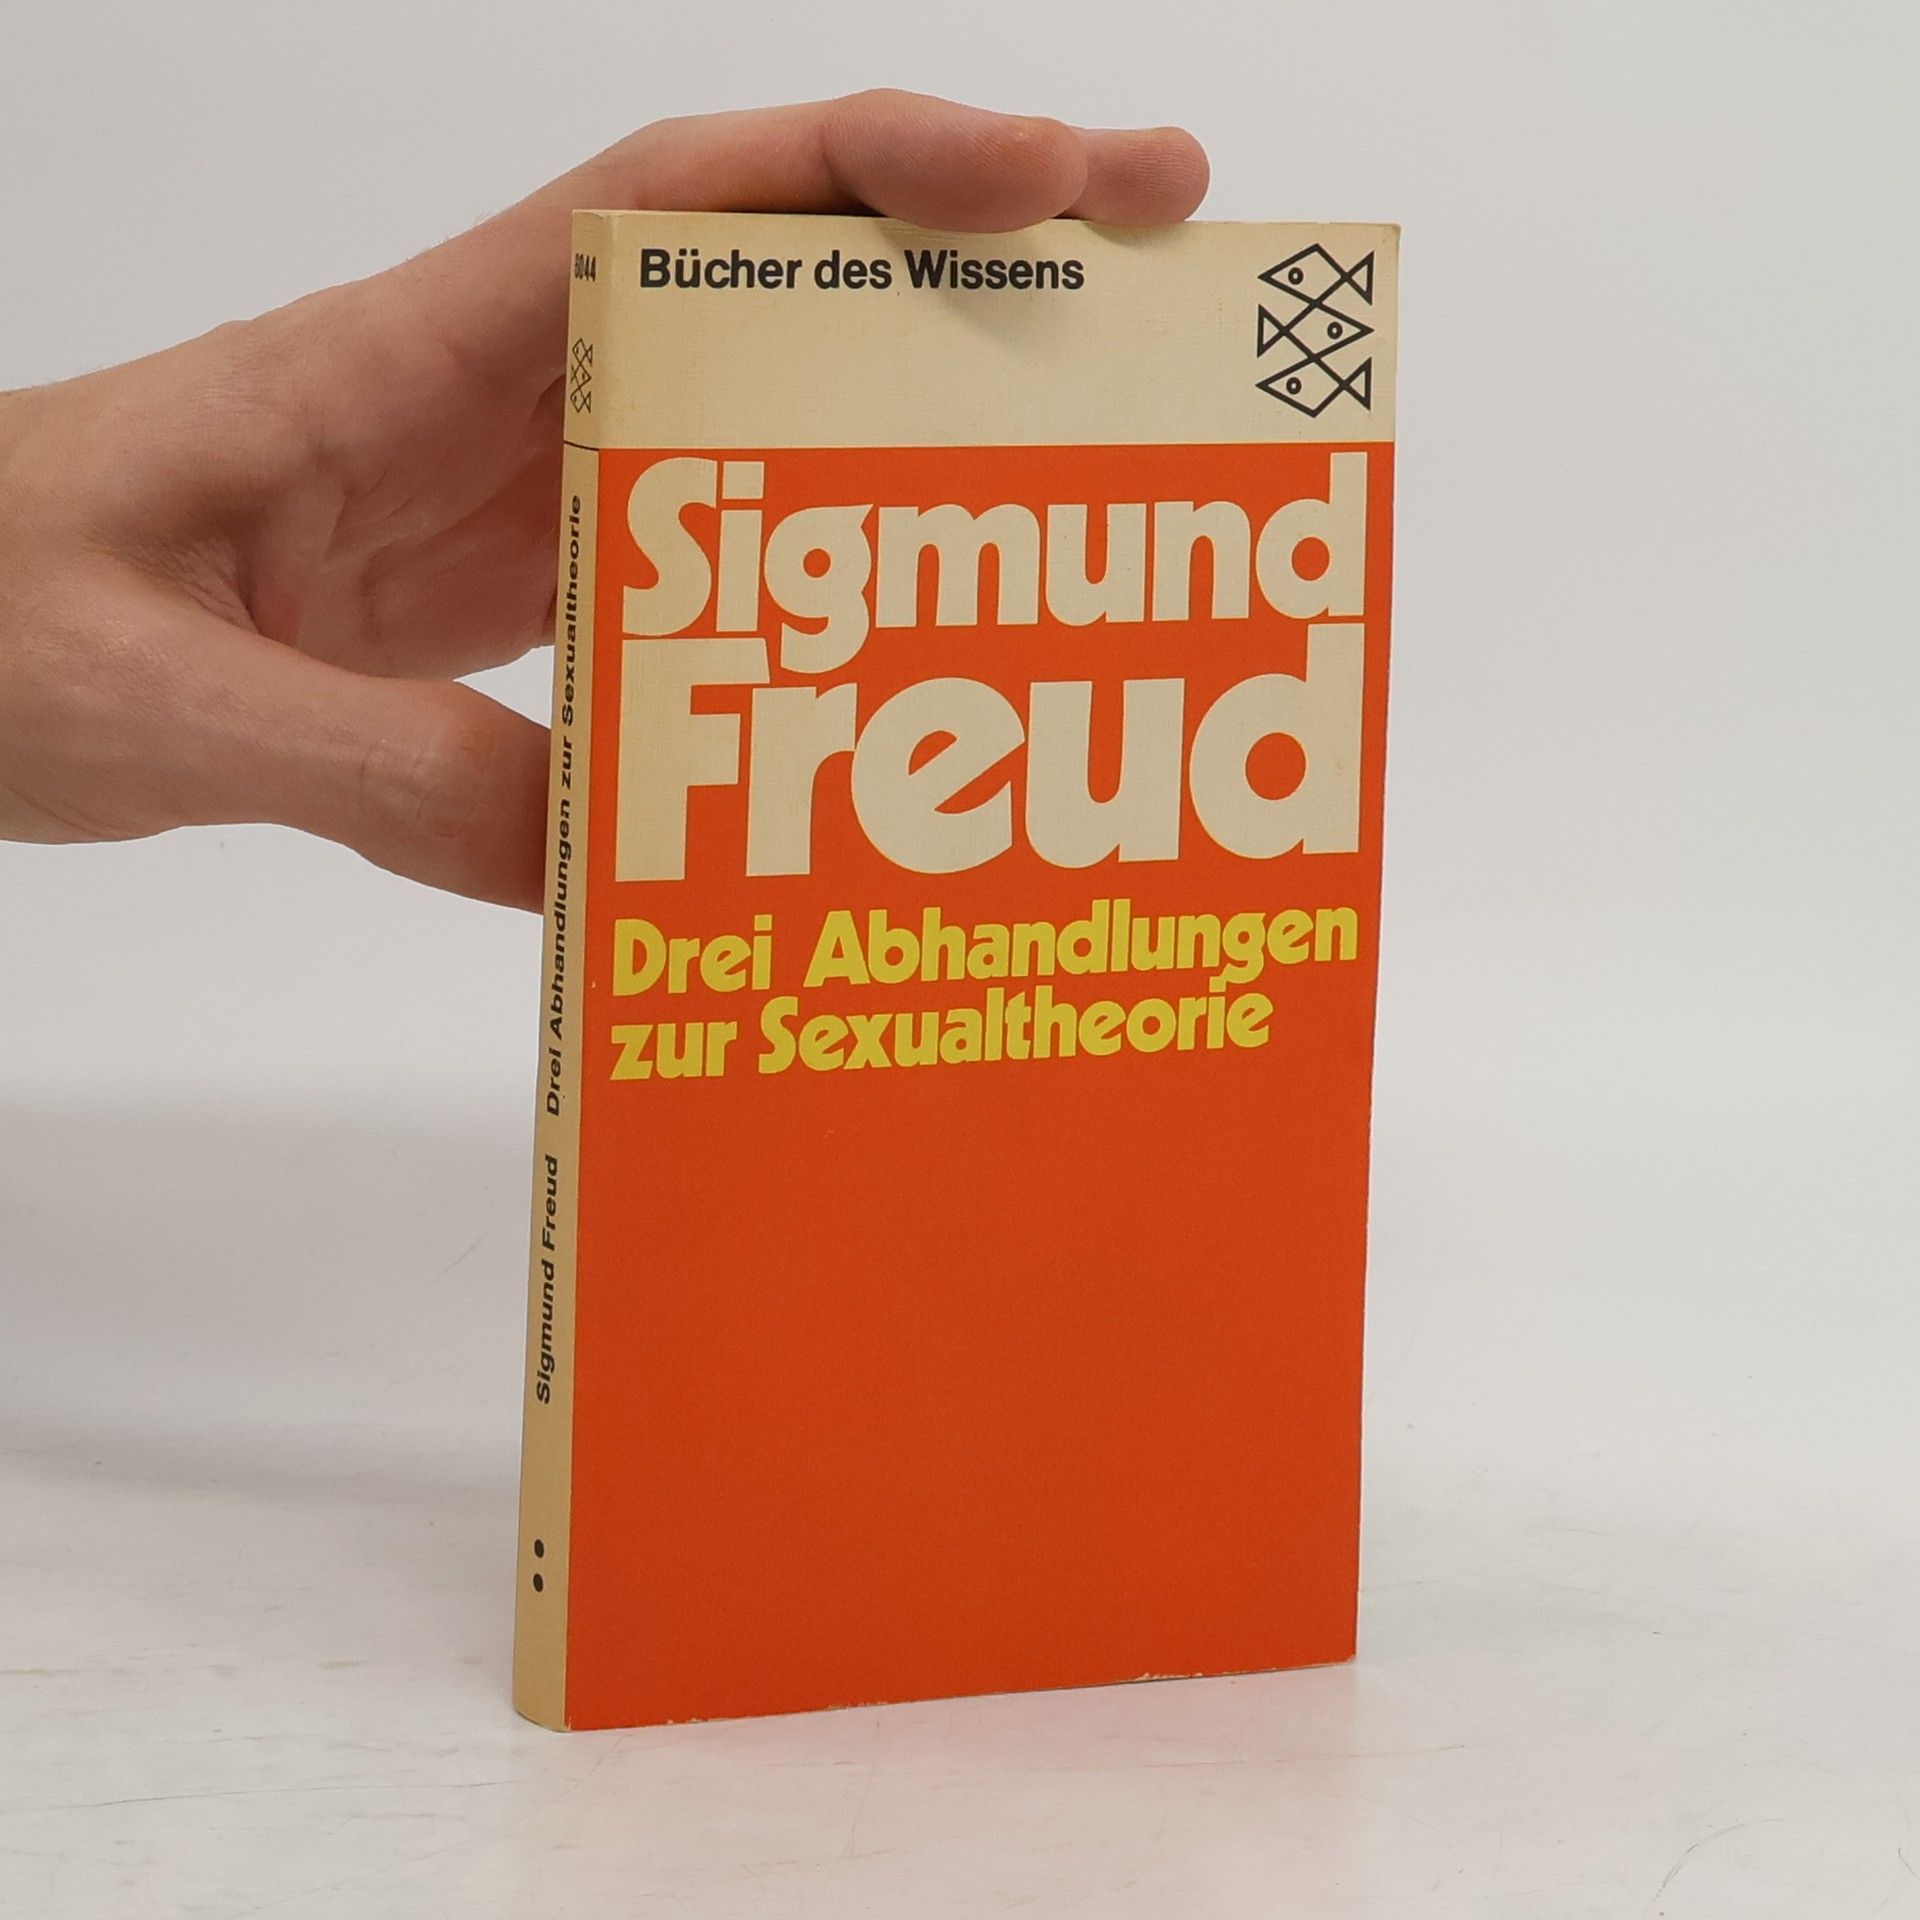 Bücher des Wissens
Sigmund
Freud
Drei Abhandlungen
zur Sexualtheorie
6044
Sigmund Freud Drei Abhandlungen zur Sexualtheorie